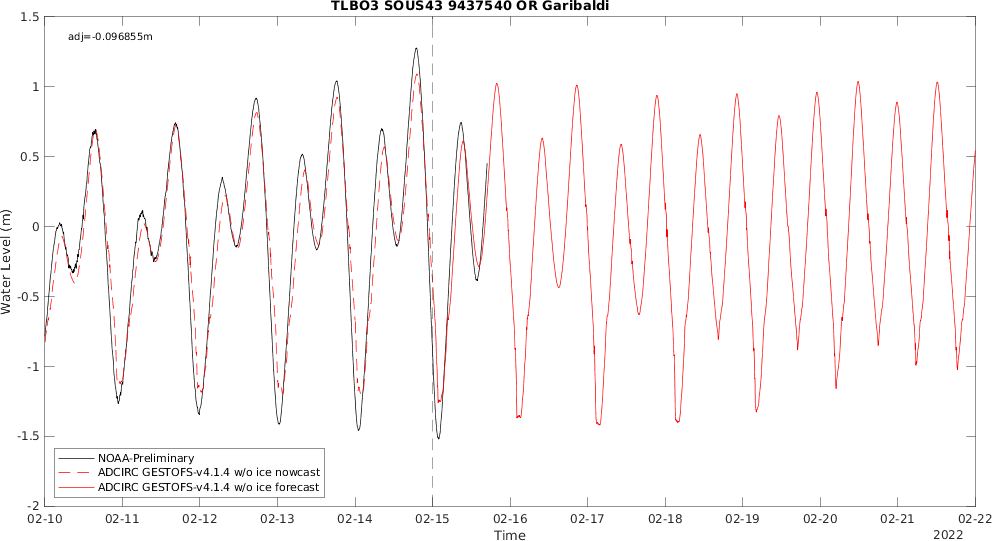 TLBO3 SOUS43 9437540 OR Garibaldi
adj=-0.096855m
1.5
1
0.5
0
-0.5
-1
-1.5
-2
Water Level (m)
NOAA-Preliminary
ADCIRC GESTOFS-v4.1.4 w/o ice nowcast
ADCIRC GESTOFS-v4.1.4 w/o ice forecast
02-10 02-11 02-12 02-13 02-14 02-15 02-16 02-17 02-18 02-19 02-20 02-21 02-22
Time
2022